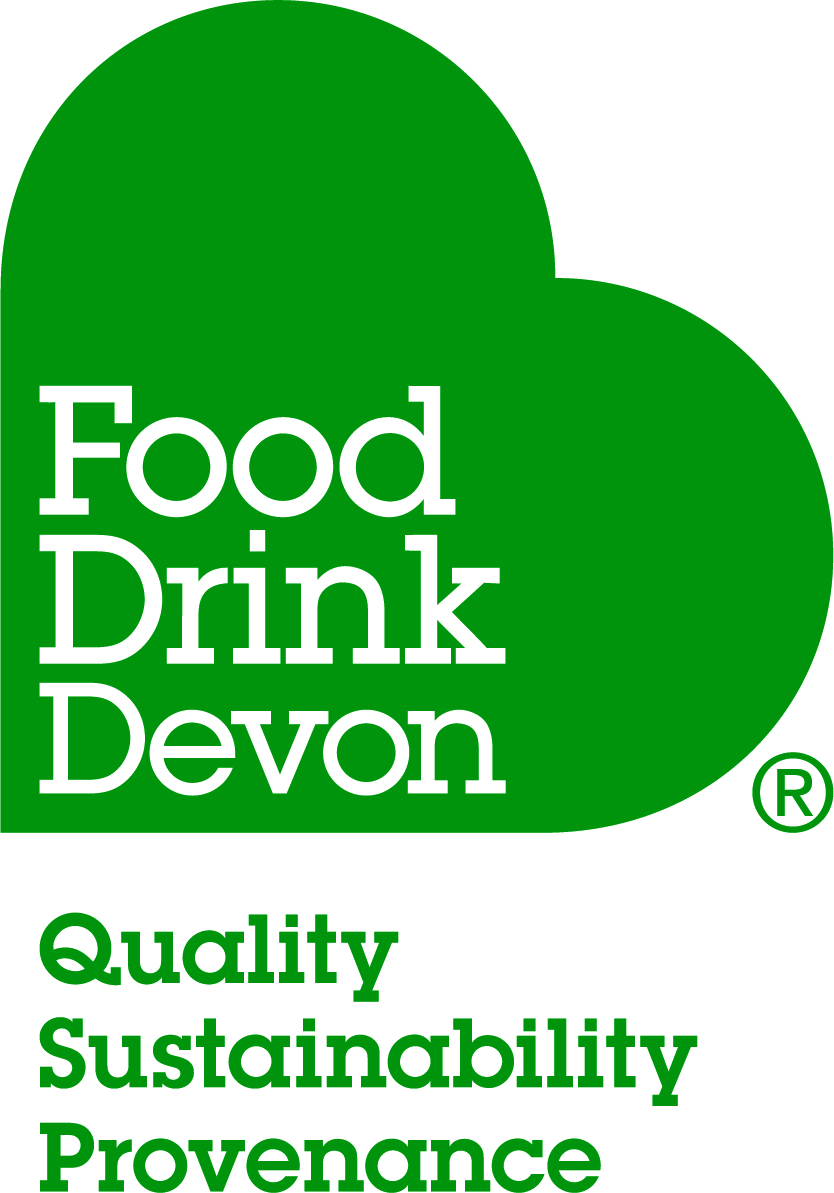 Food
Drink
Devon
®
Quality
Sustainability
Provenance